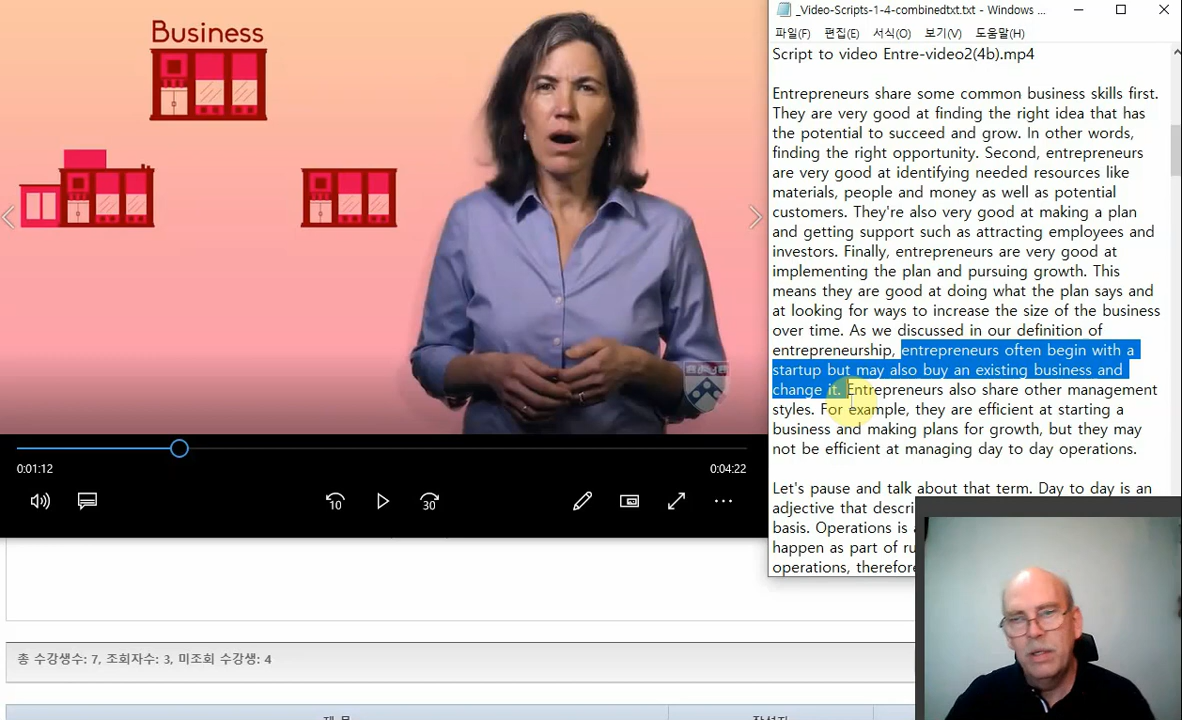 Business
0:01:12
0:04:22
10
30
_Video-Scripts-1-4-combinedtxt.txt - Windows ...
파일(F) 편집(E) 서식(O) 보기(V) 도움말(H)
Script to video Entre-video2(4b).mp4
Entrepreneurs share some common business skills first.
They are very good at finding the right idea that has
the potential to succeed and grow. In other words,
finding the right opportunity. Second, entrepreneurs
are very good at identifying needed resources like
materials, people and money as well as potential
customers. They're also very good at making a plan
and getting support such as attracting employees and
investors. Finally, entrepreneurs are very good at
implementing the plan and pursuing growth. This
means they are good at doing what the plan says and
at looking for ways to increase the size of the business
over time. As we discussed in our definition of
entrepreneurship, entrepreneurs often begin with a
startup but may also buy an existing business and
change it. Entrepreneurs also share other management
styles. For example, they are efficient at starting a
business and making plans for growth, but they may
not be efficient at managing day to day operations.
Let's pause and talk about that term. Day to day is an
adjective that descri
basis. Operations is
happen as part of ru
operations, therefore
총 수강생수: 7, 조회자수: 3, 미조회 수강생: 4